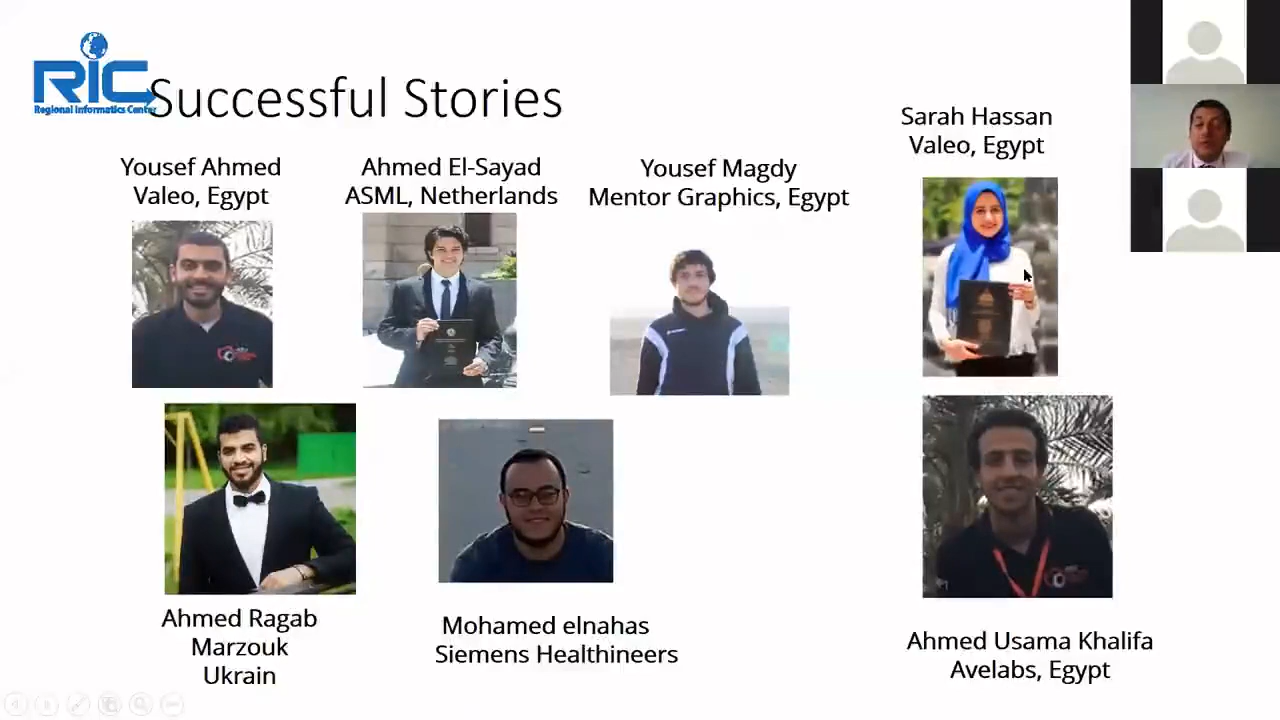 RiC
Regional Informatics Center
Successful Stories
Yousef Ahmed
Valeo, Egypt
Ahmed El-Sayad
ASML, Netherlands
Yousef Magdy
Mentor Graphics, Egypt
Sarah Hassan
Valeo, Egypt
Ahmed Ragab
Marzouk
Ukrain
Mohamed elnahas
Siemens Healthineers
Ahmed Usama Khalifa
Avelabs, Egypt